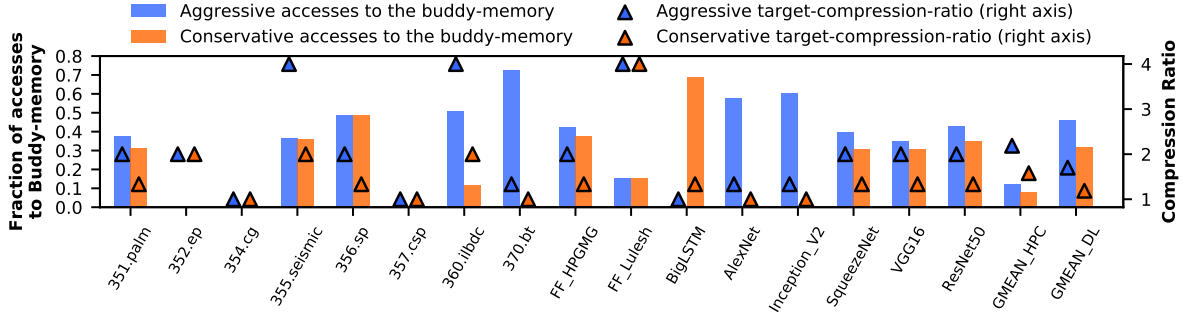 Aggressive accesses to the buddy-memory
Conservative accesses to the buddy-memory
Aggressive target-compression-ratio (right axis)
Conservative target-compression-ratio (right axis)
Fraction of accesses
to Buddy-memory
0.8
0.7
0.6
0.5
0.4
0.3
0.2
0.1
0.0
4
3
2
1
Compression Ratio
351.palm
352.ep
354.cg
355.seismic
356.sp
357.csp
360.ilbdc
370.bt
FF_HPGMG
FF_Lulesh
BigLSTM
AlexNet
Inception_V2
SqueezeNet
VGG16
ResNet50
GMEAN_HPC
GMEAN_DL